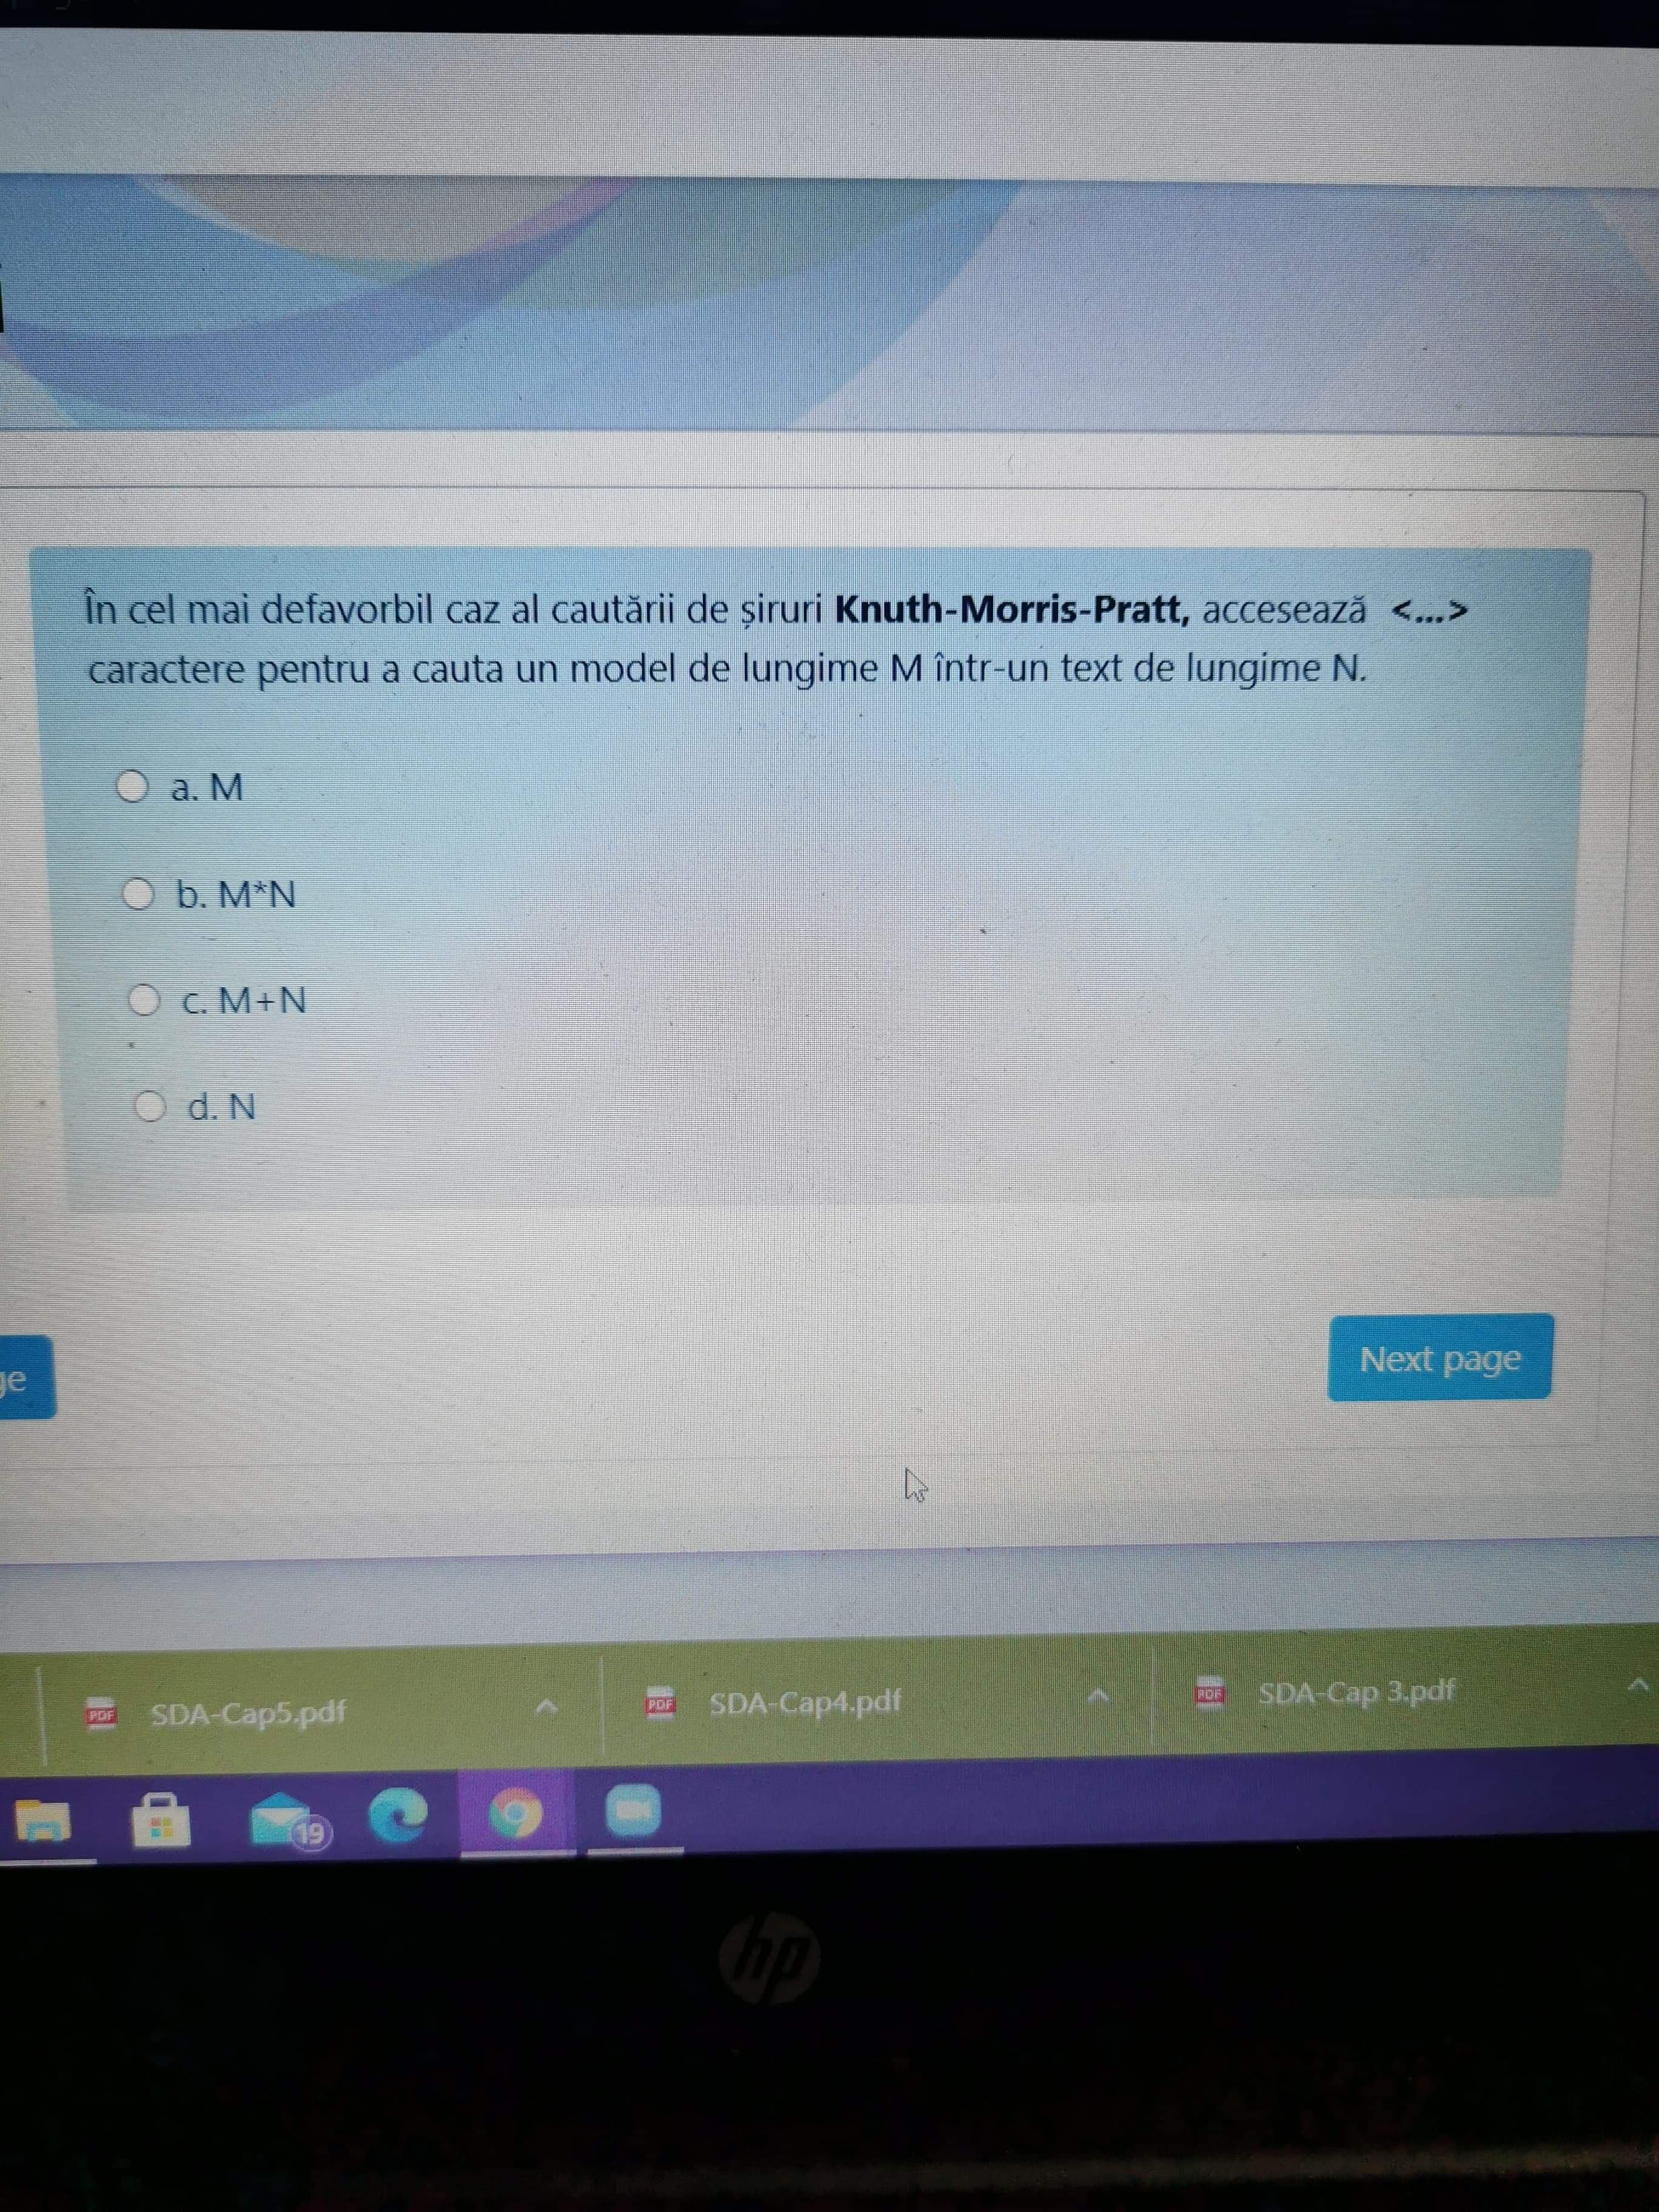 În cel mai defavorbil caz al cautării de șiruri Knuth-Morris-Pratt, accesează <...>
caractere pentru a cauta un model de lungime M într-un text de lungime N.
a. M
b. M*N
c. M+N
d. N
ge
Next page
PDF SDA-Cap5.pdf
PDF SDA-Cap4.pdf
PDF SDA-Cap 3.pdf
19
hp